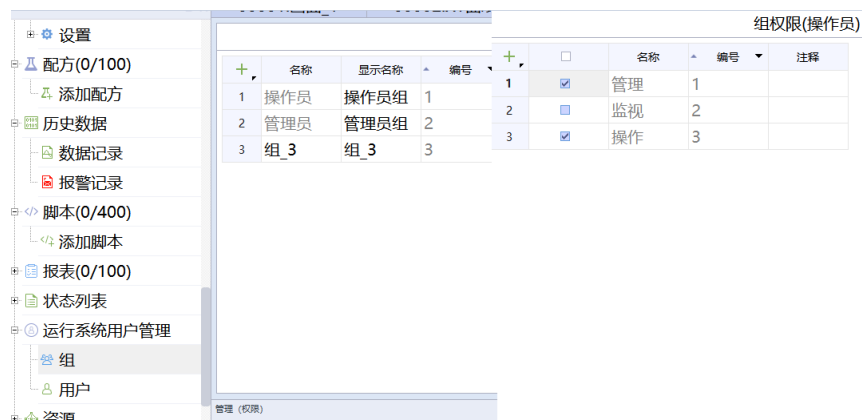 组权限(操作员)
设置
配方(0/100)
添加配方
历史数据
数据记录
报警记录
脚本(0/400)
添加脚本
报表(0/100)
状态列表
运行系统用户管理
组
用户
资源
名称 显示名称 编号
1 操作员 操作员组 1
2 管理员 管理员组 2
3 组_3 组_3 3
名称 编号 注释
1 管理 1
2 监视 2
3 操作 3
管理 (权限)